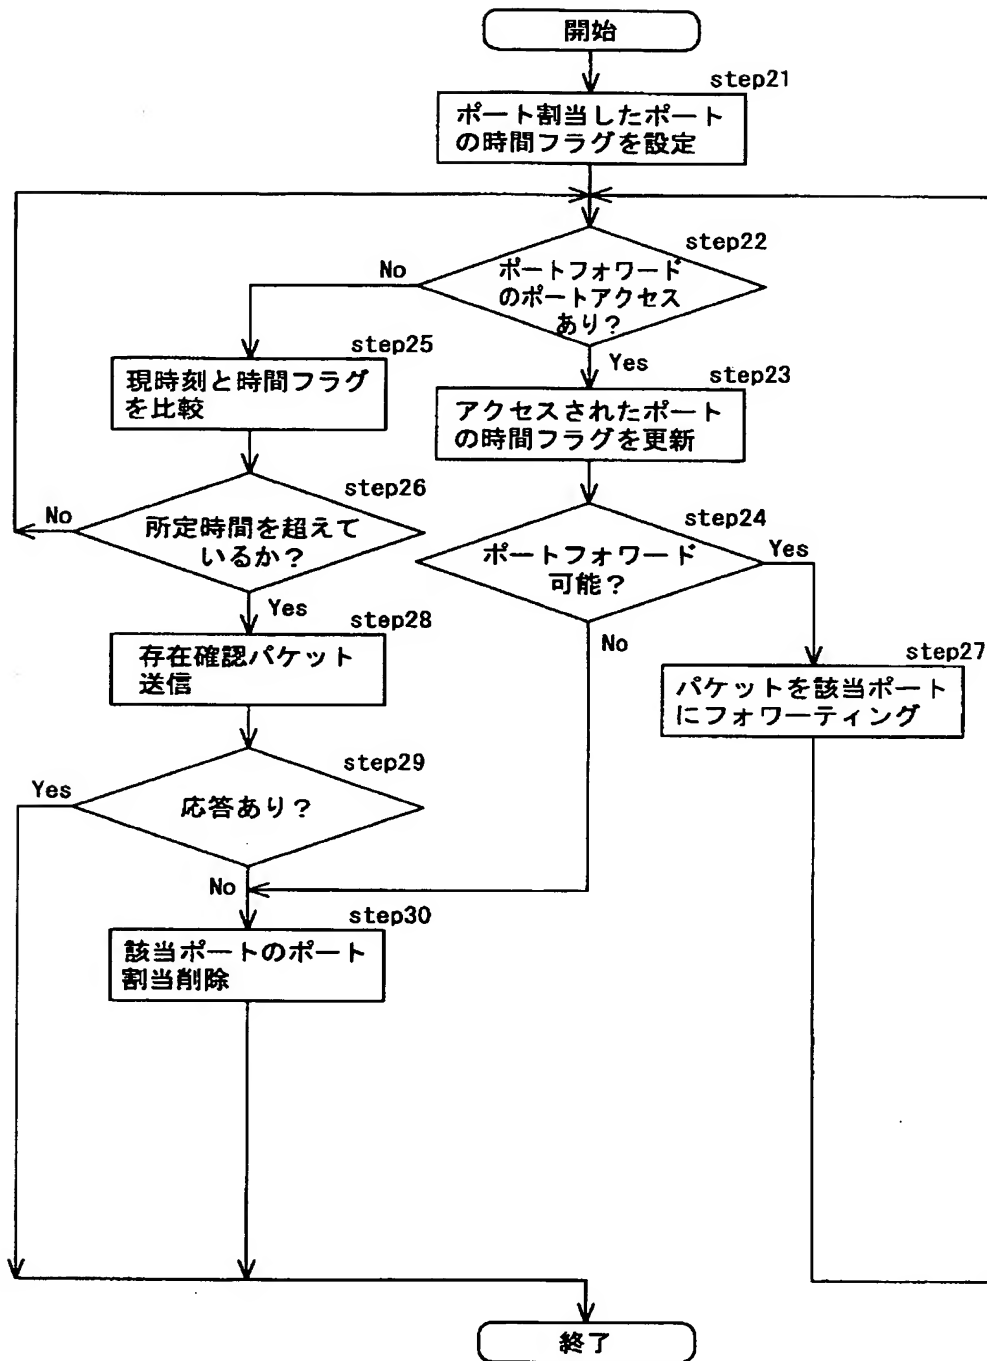 開始
step21
ポート割当したポート
の時間フラグを設定
step22
ポートフォワード
のポートアクセス
あり？
No
Yes
step25
現時刻と時間フラグ
を比較
step23
アクセスされたポート
の時間フラグを更新
step26
所定時間を超えて
いるか？
No
Yes
step24
ポートフォワード
可能？
Yes
No
step28
存在確認パケット
送信
step27
パケットを該当ポート
にフォワーティング
step29
応答あり？
Yes
No
step30
該当ポートのポート
割当削除
終了